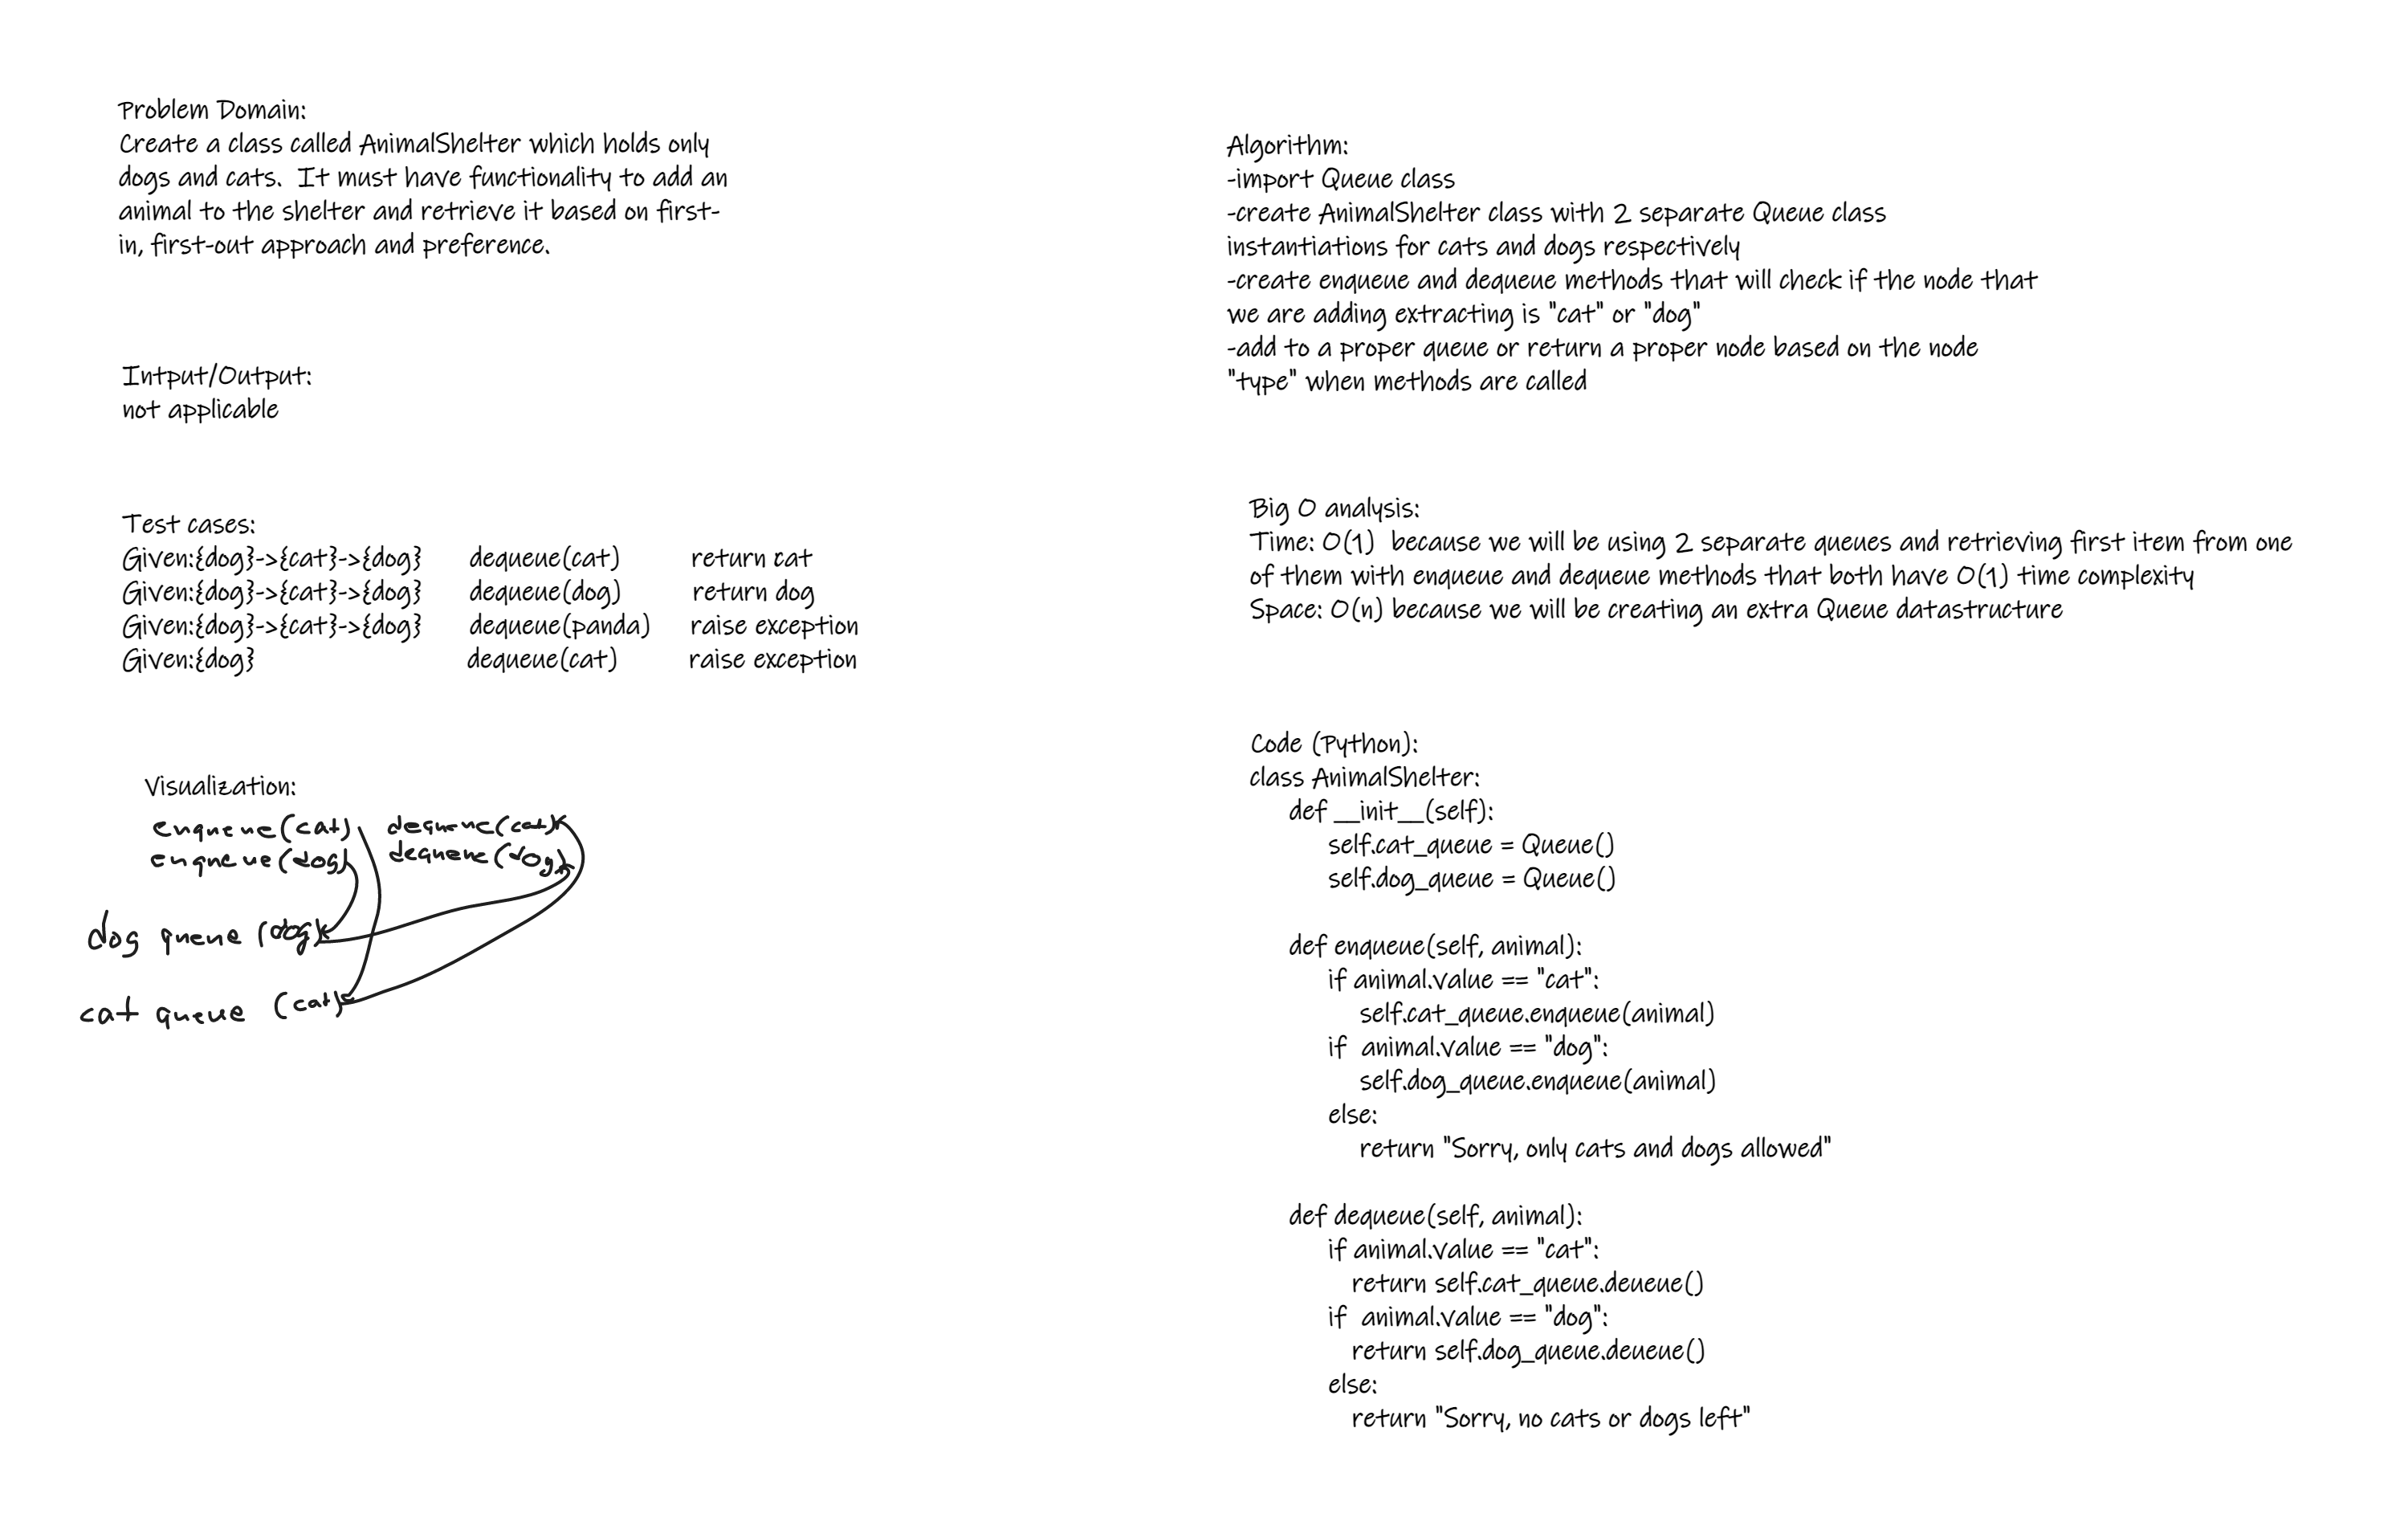 Problem Domain:
Create a class called AnimalShelter which holds only
dogs and cats.  It must have functionality to add an
animal to the shelter and retrieve it based on first-
in, first-out approach and preference.
Intput/Output:
not applicable
Test cases:
Given:{dog}->{cat}->{dog}    dequeue(cat)    return cat
Given:{dog}->{cat}->{dog}    dequeue(dog)    return dog
Given:{dog}->{cat}->{dog}    dequeue(panda)    raise exception
Given:{dog}    dequeue(cat)    raise exception
Visualization:
enqueue(cat)    dequeue(cat)
enqueue(dog)    dequeue(dog)
dog queue (dog)
cat queue (cat)
Algorithm:
-import Queue class
-create AnimalShelter class with 2 separate Queue class
instantiations for cats and dogs respectively
-create enqueue and dequeue methods that will check if the node that
we are adding extracting is "cat" or "dog"
-add to a proper queue or return a proper node based on the node
"type" when methods are called
Big O analysis:
Time: O(1)  because we will be using 2 separate queues and retrieving first item from one
of them with enqueue and dequeue methods that both have O(1) time complexity
Space: O(n) because we will be creating an extra Queue datastructure
Code (Python):
class AnimalShelter:
def __init__(self):
self.cat_queue = Queue()
self.dog_queue = Queue()
def enqueue(self, animal):
if animal.value == "cat":
self.cat_queue.enqueue(animal)
if  animal.value == "dog":
self.dog_queue.enqueue(animal)
else:
return "Sorry, only cats and dogs allowed"
def dequeue(self, animal):
if animal.value == "cat":
return self.cat_queue.deueue()
if  animal.value == "dog":
return self.dog_queue.deueue()
else:
return "Sorry, no cats or dogs left"